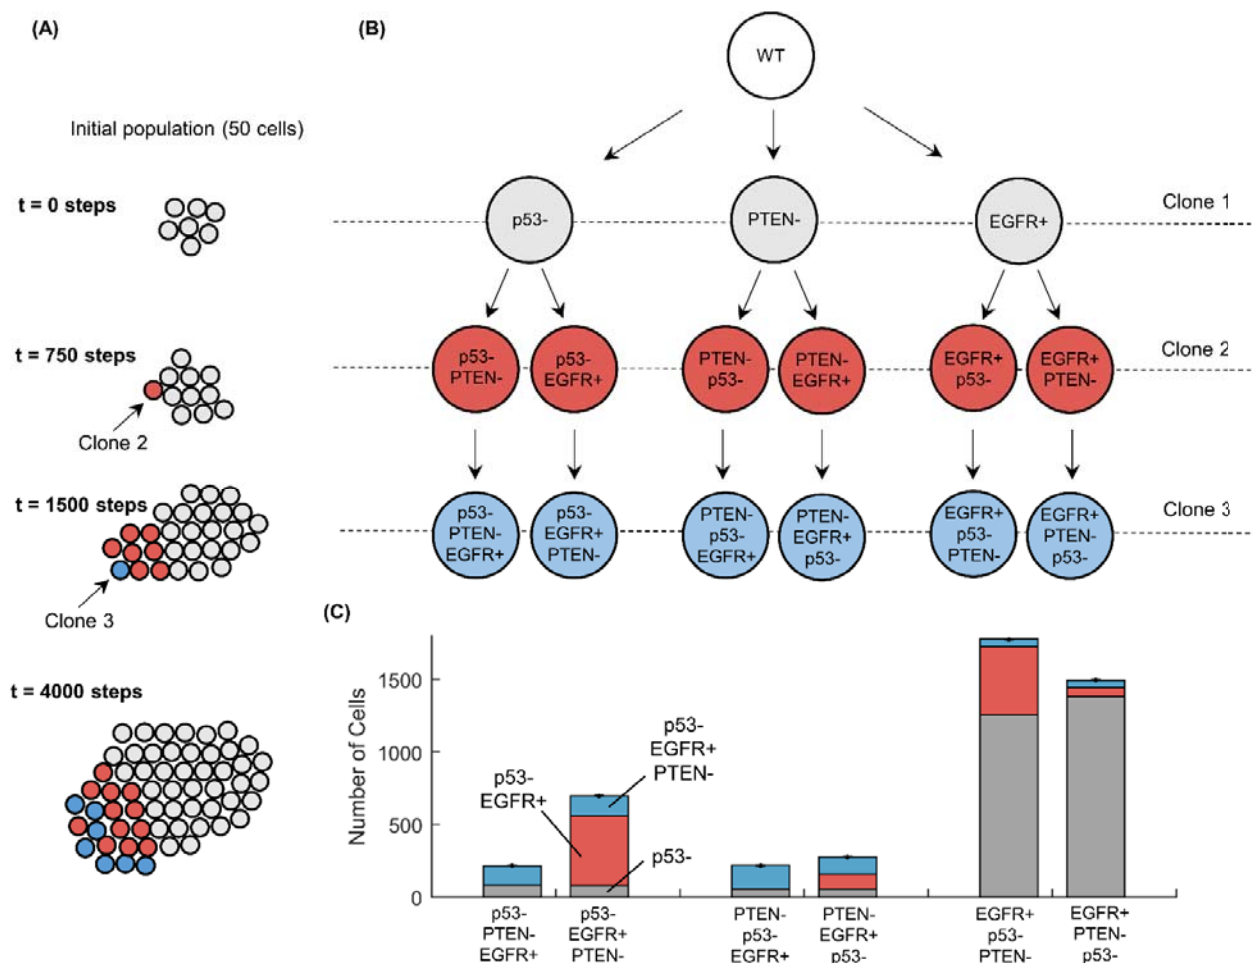 (A)
Initial population (50 cells)
t = 0 steps
t = 750 steps
Clone 2
t = 1500 steps
Clone 3
t = 4000 steps
(B)
WT
p53-
PTEN-
EGFR+
Clone 1
p53-
PTEN-
p53-
EGFR+
PTEN-
p53-
PTEN-
EGFR+
EGFR+
p53-
EGFR+
PTEN-
Clone 2
p53-
PTEN-
EGFR+
p53-
EGFR+
PTEN-
PTEN-
p53-
EGFR+
PTEN-
EGFR+
p53-
EGFR+
p53-
PTEN-
EGFR+
PTEN-
p53-
Clone 3
(C)
Number of Cells
1500
1000
500
0
p53-
EGFR+
p53-
EGFR+
PTEN-
p53-
p53-
PTEN-
EGFR+
p53-
EGFR+
PTEN-
PTEN-
p53-
EGFR+
PTEN-
EGFR+
p53-
EGFR+
p53-
PTEN-
EGFR+
PTEN-
p53-